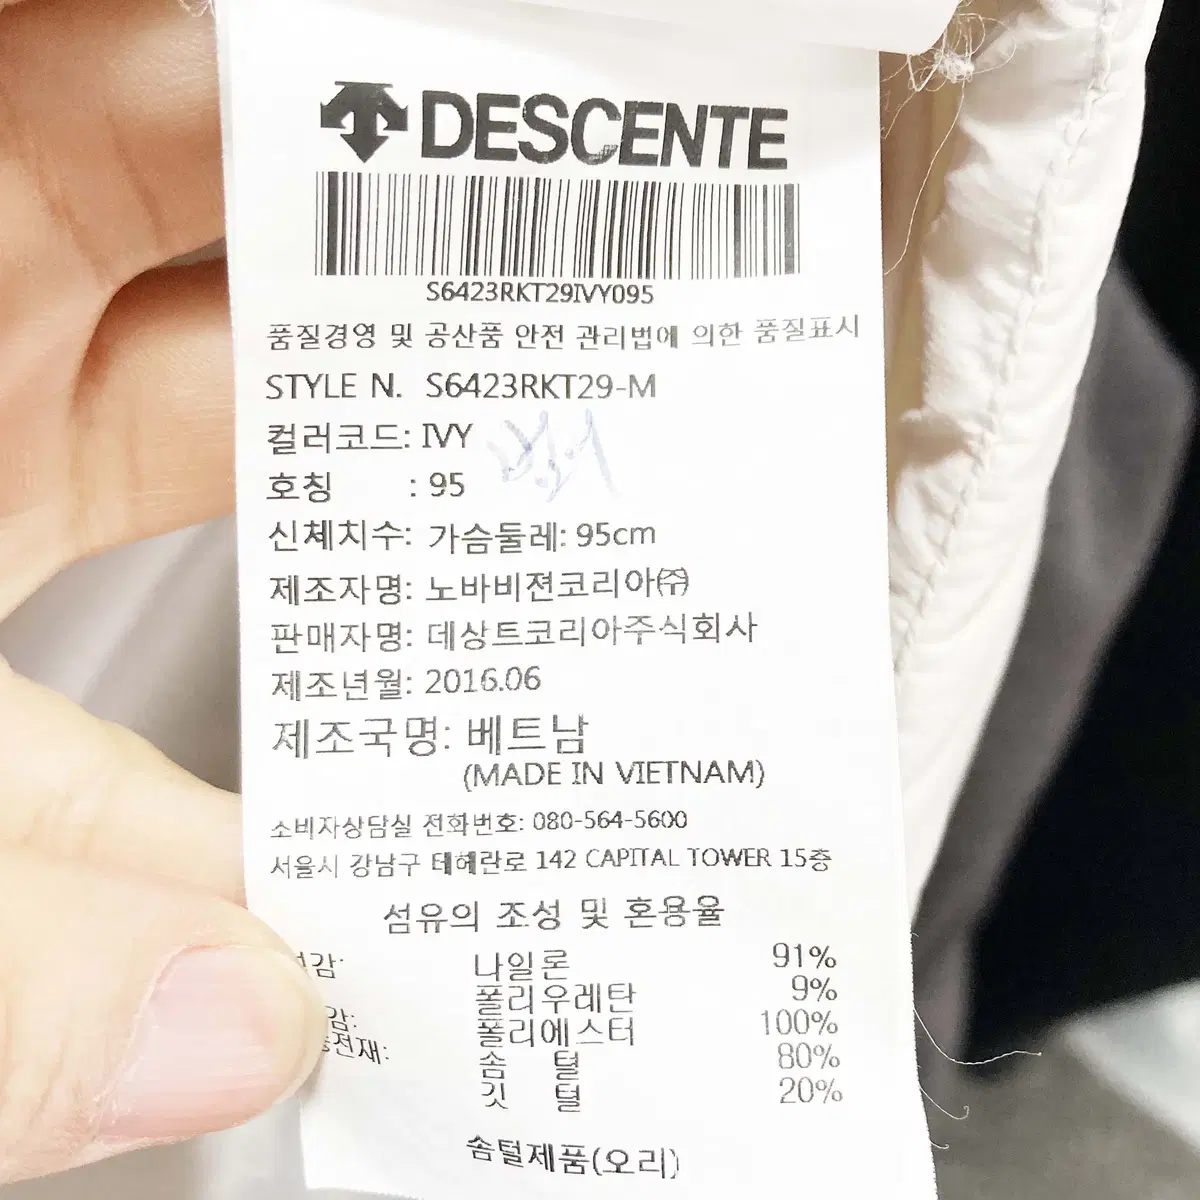 DESCENTE
S6423RKT29IVY095
품질경영 및 공산품 안전 관리법에 의한 품질표시
STYLE N. S6423RKT29-M
컬러코드: IVY
호칭 : 95
신체치수: 가슴둘레: 95cm
제조자명: 노바비젼코리아㈜
판매자명: 데상트코리아주식회사
제조년월: 2016.06
제조국명: 베트남
(MADE IN VIETNAM)
소비자상담실 전화번호: 080-564-5600
서울시 강남구 테헤란로 142 CAPITAL TOWER 15층
섬유의 조성 및 혼용율
나일론 91%
폴리우레탄 9%
폴리에스터 100%
솜 털 80%
깃 털 20%
솜털제품(오리)